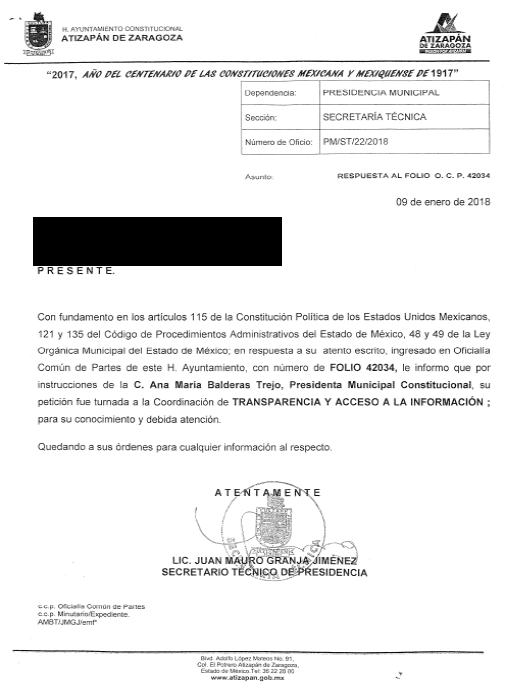 H. AYUNTAMIENTO CONSTITUCIONAL
ATIZAPÁN DE ZARAGOZA
ATIZAPÁN
DE ZARAGOZA
"2017, AÑO DEL CENTENARIO DE LAS CONSTITUCIONES MEXICANA Y MEXIQUENSE DE 1917"
Dependencia: PRESIDENCIA MUNICIPAL
Sección: SECRETARÍA TÉCNICA
Número de Oficio: PM/ST/22/2018
Asunto: RESPUESTA AL FOLIO O. C. P. 42034
09 de enero de 2018
P R E S E N T E.
Con fundamento en los artículos 115 de la Constitución Política de los Estados Unidos Mexicanos,
121 y 135 del Código de Procedimientos Administrativos del Estado de México, 48 y 49 de la Ley
Orgánica Municipal del Estado de México; en respuesta a su atento escrito, ingresado en Oficialía
Común de Partes de este H. Ayuntamiento, con número de FOLIO 42034, le informo que por
instrucciones de la C. Ana María Balderas Trejo, Presidenta Municipal Constitucional, su
petición fue turnada a la Coordinación de TRANSPARENCIA Y ACCESO A LA INFORMACIÓN ;
para su conocimiento y debida atención.
Quedando a sus órdenes para cualquier información al respecto.
A T E N T A M E N T E
LIC. JUAN MAURO GRANJA JIMÉNEZ
SECRETARIO TÉCNICO DE PRESIDENCIA
c.c.p. Oficialía Común de Partes
c.c.p. Minutario/Expediente.
AMBT/JMGJ/emf*
Blvd. Adolfo López Mateos No. 91,
Col. El Potrero Atizapán de Zaragoza,
Estado de México.Tel: 36 22 28 00
www.atizapan.gob.mx